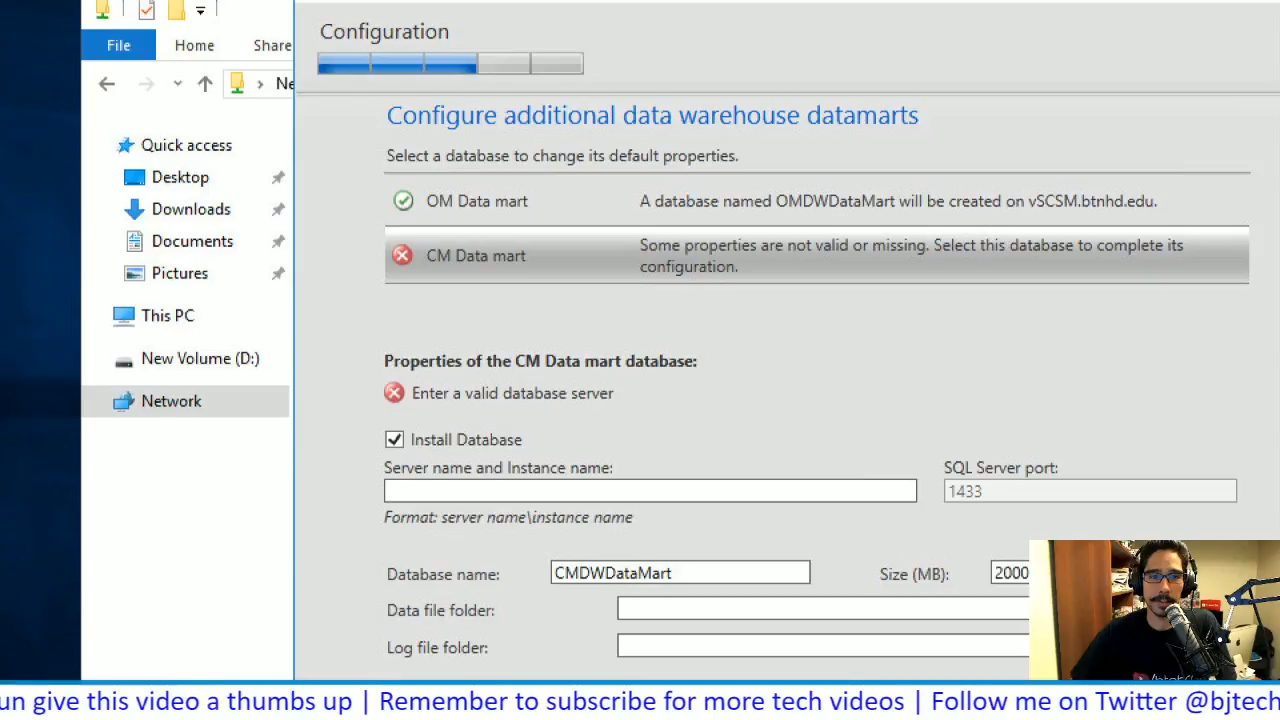 Configuration
File
Home
Share
Ne
Configure additional data warehouse datamarts
Select a database to change its default properties.
Quick access
Desktop
Downloads
Documents
Pictures
This PC
New Volume (D:)
Network
OM Data mart
A database named OMDWDataMart will be created on vSCSM.btnhd.edu.
CM Data mart
Some properties are not valid or missing. Select this database to complete its
configuration.
Properties of the CM Data mart database:
Enter a valid database server
Install Database
Server name and Instance name:
SQL Server port:
1433
Format: server name\instance name
Database name:
CMDWDataMart
Size (MB):
2000
Data file folder:
Log file folder:
un give this video a thumbs up | Remember to subscribe for more tech videos | Follow me on Twitter @bjtech